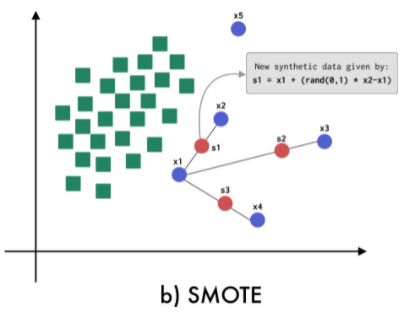 x5
New synthetic data given by:
s1 = x1 + (rand(0,1) * x2-x1)
x2
x3
s1
s2
x1
s3
x4
b) SMOTE